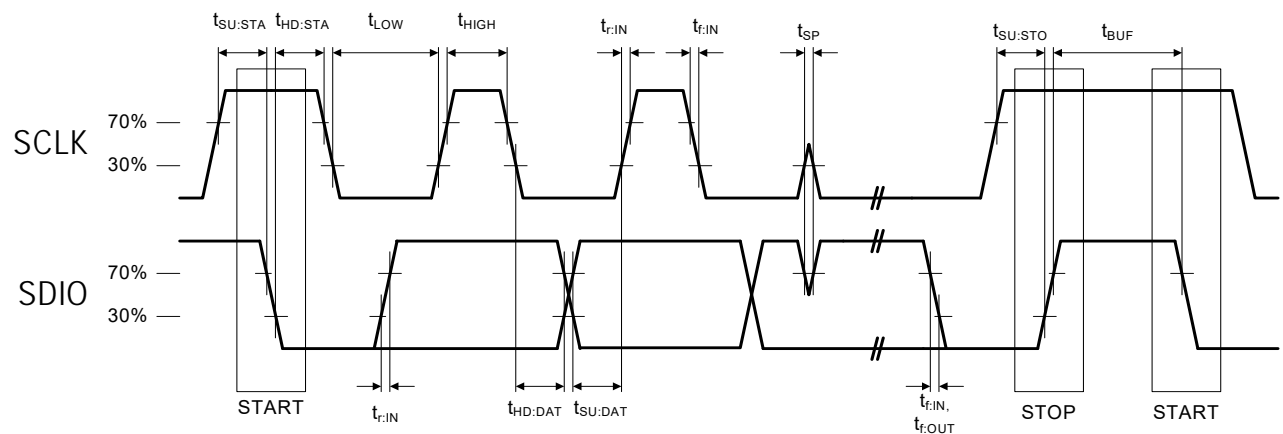 tSU:STA tHD:STA tLOW tHIGH tr:IN tf:IN tSP tSU:STO tBUF
SCLK
70%
30%
SDIO
70%
30%
START
tr:IN
tHD:DAT tSU:DAT
tf:IN,
tf:OUT
STOP
START